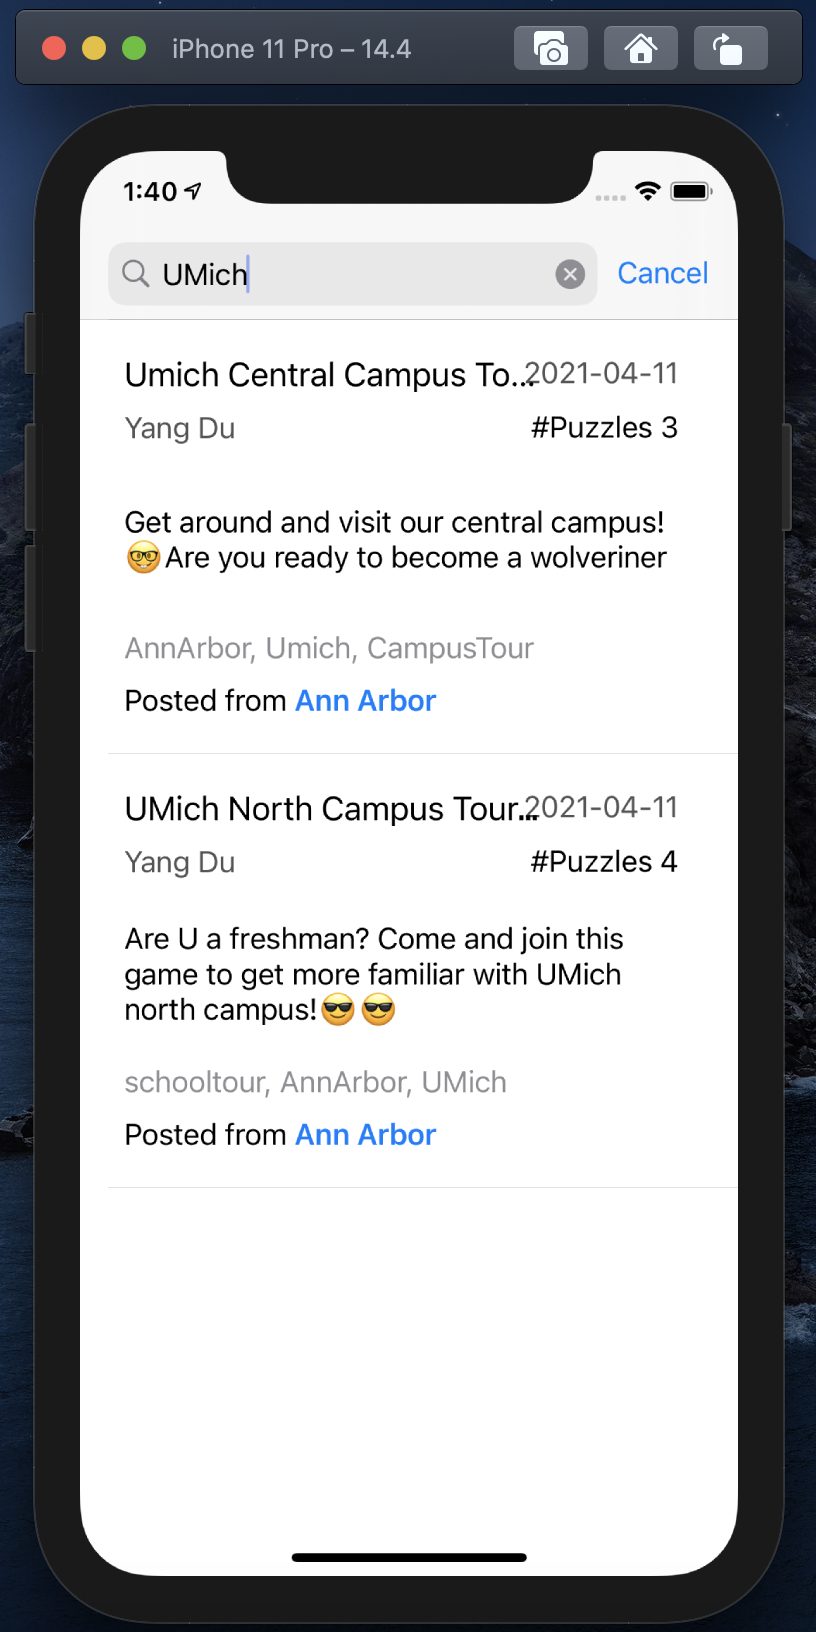 iPhone 11 Pro – 14.4
1:40
UMich
Cancel
Umich Central Campus To... 2021-04-11
Yang Du #Puzzles 3
Get around and visit our central campus!
🤓Are you ready to become a wolveriner
AnnArbor, Umich, CampusTour
Posted from Ann Arbor
UMich North Campus Tour... 2021-04-11
Yang Du #Puzzles 4
Are U a freshman? Come and join this
game to get more familiar with UMich
north campus!😎😎
schooltour, AnnArbor, UMich
Posted from Ann Arbor